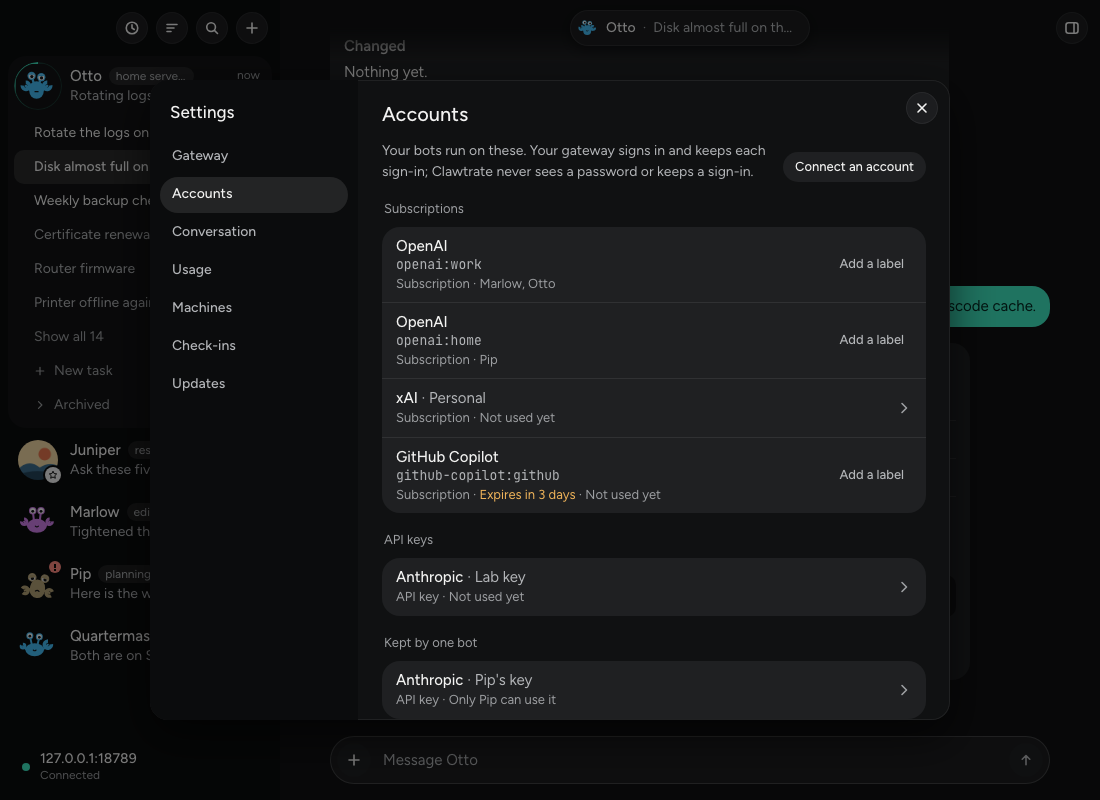 Otto · Disk almost full on th…
Changed
Nothing yet.
Otto home serve… now
Rotating logs
Rotate the logs on
Disk almost full on
Weekly backup che
Certificate renewa
Router firmware
Printer offline again
Show all 14
New task
Archived
Juniper res
Ask these five
Marlow edi
Tightened th
Pip planning
Here is the w
Quartermas
Both are on S
127.0.0.1:18789
Connected
Settings
Gateway
Accounts
Conversation
Usage
Machines
Check-ins
Updates
Accounts
Your bots run on these. Your gateway signs in and keeps each
sign-in; Clawtrate never sees a password or keeps a sign-in.
Connect an account
Subscriptions
OpenAI
openai:work
Subscription · Marlow, Otto
Add a label
OpenAI
openai:home
Subscription · Pip
Add a label
xAI · Personal
Subscription · Not used yet
GitHub Copilot
github-copilot:github
Subscription · Expires in 3 days · Not used yet
Add a label
API keys
Anthropic · Lab key
API key · Not used yet
Kept by one bot
Anthropic · Pip's key
API key · Only Pip can use it
scode cache.
Message Otto